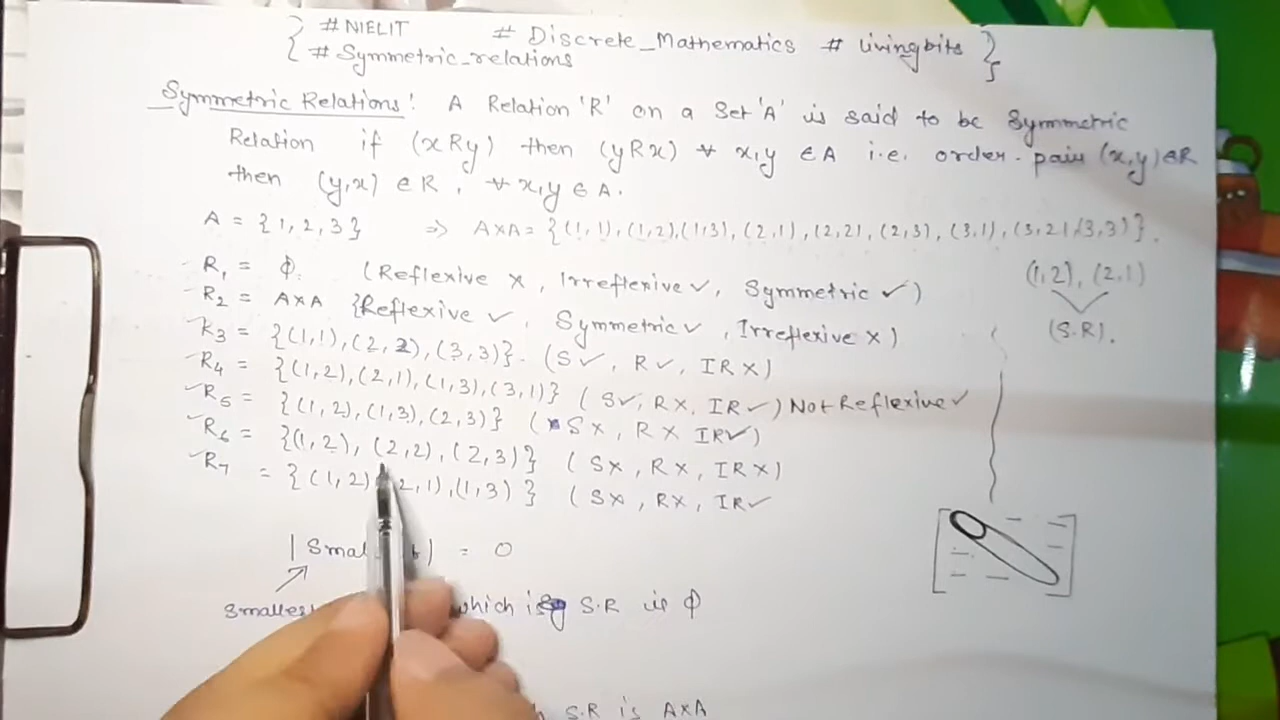 { #NIELIT # Discrete_Mathematics # livingbits }
# Symmetric_relations
Symmetric Relations: A Relation 'R' on a Set 'A' is said to be Symmetric
Relation if (xRy) then (yRx) ∀ x,y ∈A i.e. order-pair (x,y)∈R
then (y,x) ∈ R, ∀ x,y ∈ A.
A = {1,2,3} ⇒ A×A= {(1,1),(1,2),(1,3),(2,1),(2,2),(2,3),(3,1),(3,2),(3,3)}.
R1 = ϕ. (Reflexive ×, Irreflexive ✓, Symmetric ✓)
(1,2), (2,1)
(S.R).
R2 = A×A {Reflexive ✓, Symmetric ✓, Irreflexive ×)
R3 = {(1,1),(2,2),(3,3)}. (S✓, R✓, IR×)
R4 = {(1,2),(2,1),(1,3),(3,1)} (S✓, R×, IR✓) Not Reflexive ✓
R5 = {(1,2),(1,3),(2,3)} (S×, R× IR✓)
R6 = {(1,2),(2,2),(2,3)} (S×, R×, IR×)
R7 = {(1,2) 2,1),(1,3)} (S×, R×, IR✓
= 0
which is S.R is ϕ
S.R is A×A